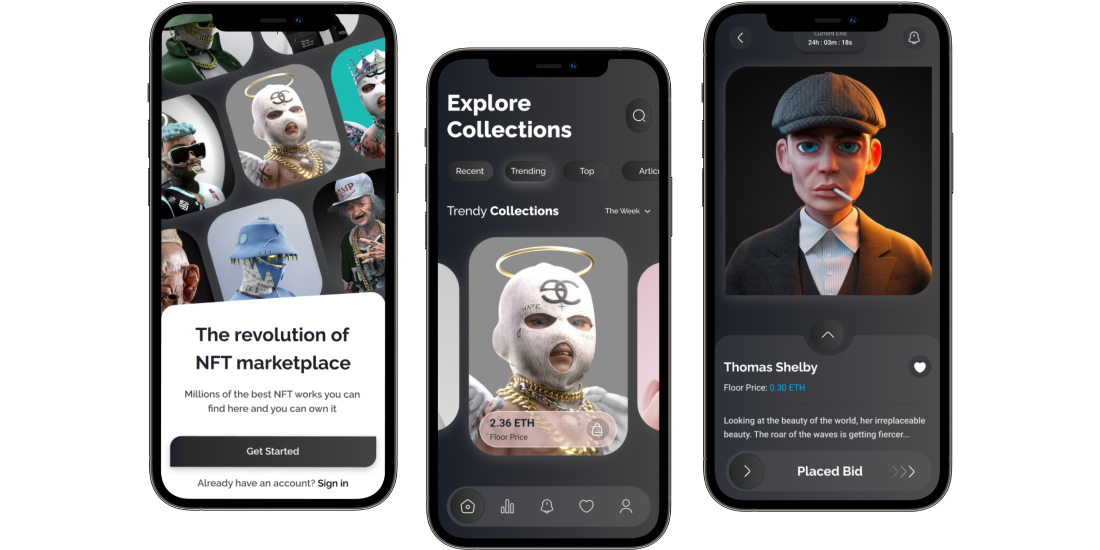 The revolution of
NFT marketplace
Millions of the best NFT works you can
find here and you can own it
Get Started
Already have an account? Sign in
Explore
Collections
Recent
Trending
Top
Artic
Trendy Collections
The Week
HATE
2.36 ETH
Floor Price
Current End
24h : 03m : 18s
Thomas Shelby
Floor Price: 0.30 ETH
Looking at the beauty of the world, her irreplaceable
beauty. The roar of the waves is getting fiercer...
Placed Bid